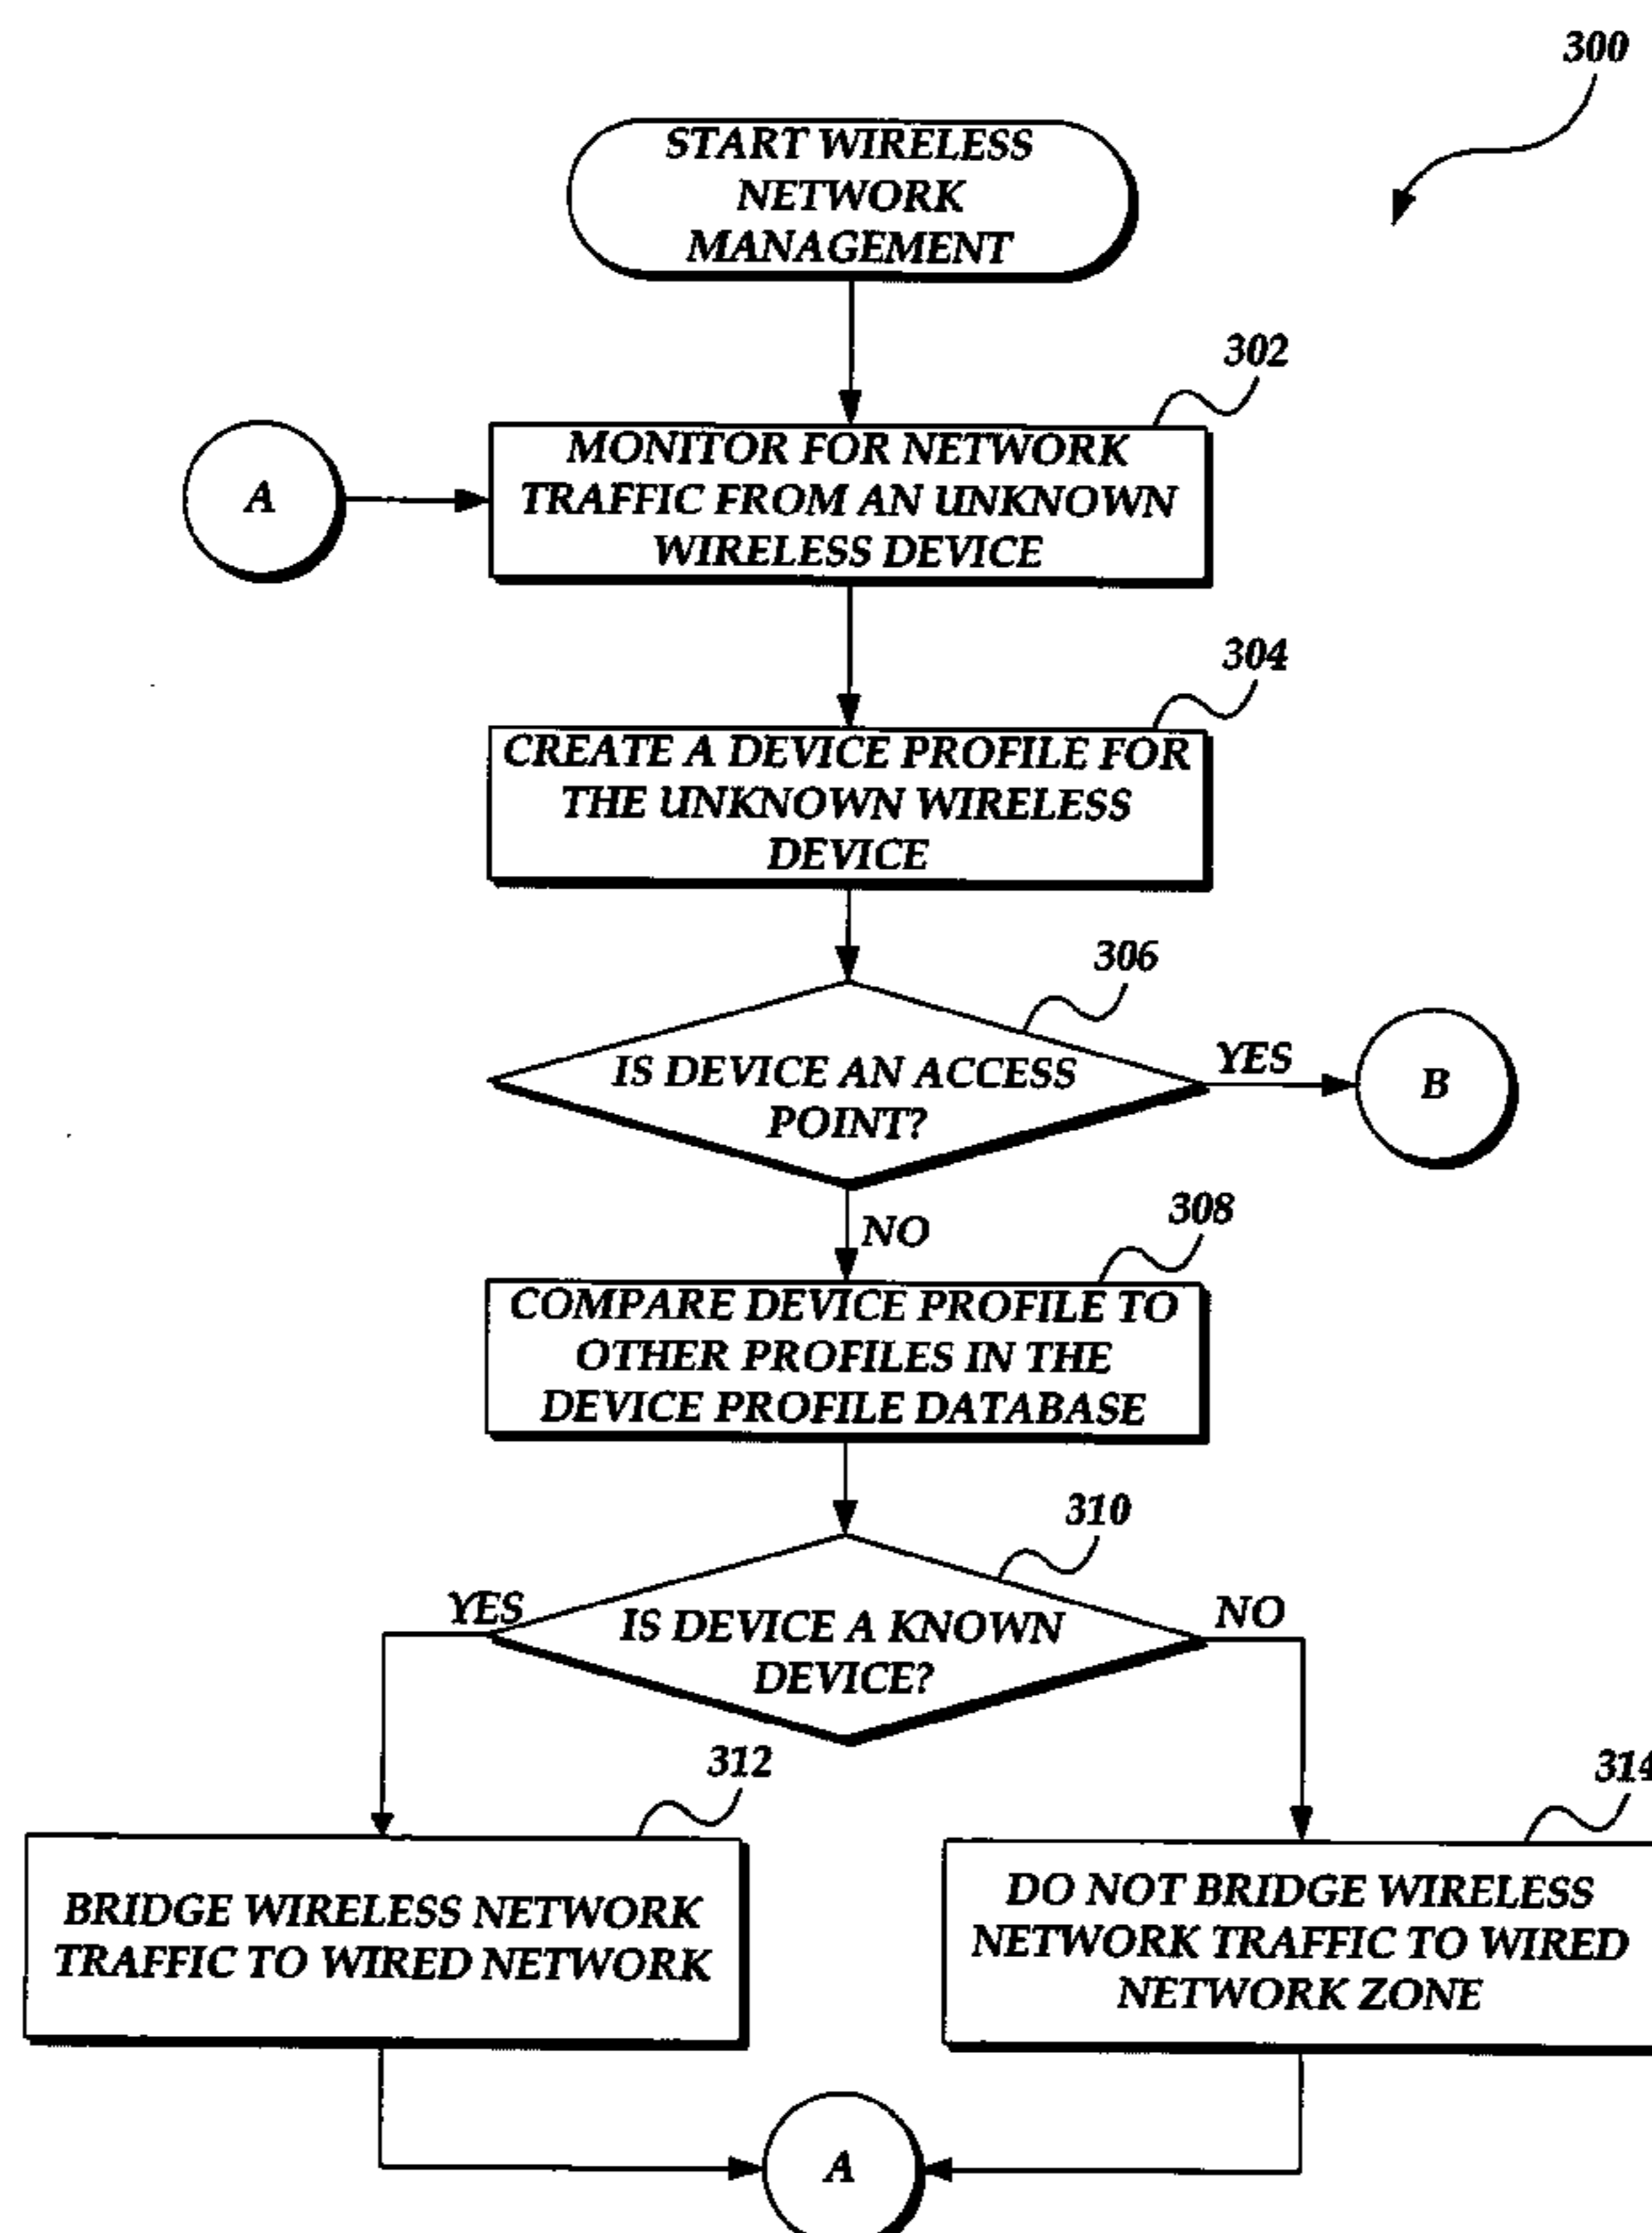 300
START WIRELESS
NETWORK
MANAGEMENT
302
A
MONITOR FOR NETWORK
TRAFFIC FROM AN UNKNOWN
WIRELESS DEVICE
304
CREATE A DEVICE PROFILE FOR
THE UNKNOWN WIRELESS
DEVICE
306
IS DEVICE AN ACCESS
POINT?
YES
B
NO
308
COMPARE DEVICE PROFILE TO
OTHER PROFILES IN THE
DEVICE PROFILE DATABASE
310
YES
IS DEVICE A KNOWN
DEVICE?
NO
312
314
BRIDGE WIRELESS NETWORK
TRAFFIC TO WIRED NETWORK
DO NOT BRIDGE WIRELESS
NETWORK TRAFFIC TO WIRED
NETWORK ZONE
A